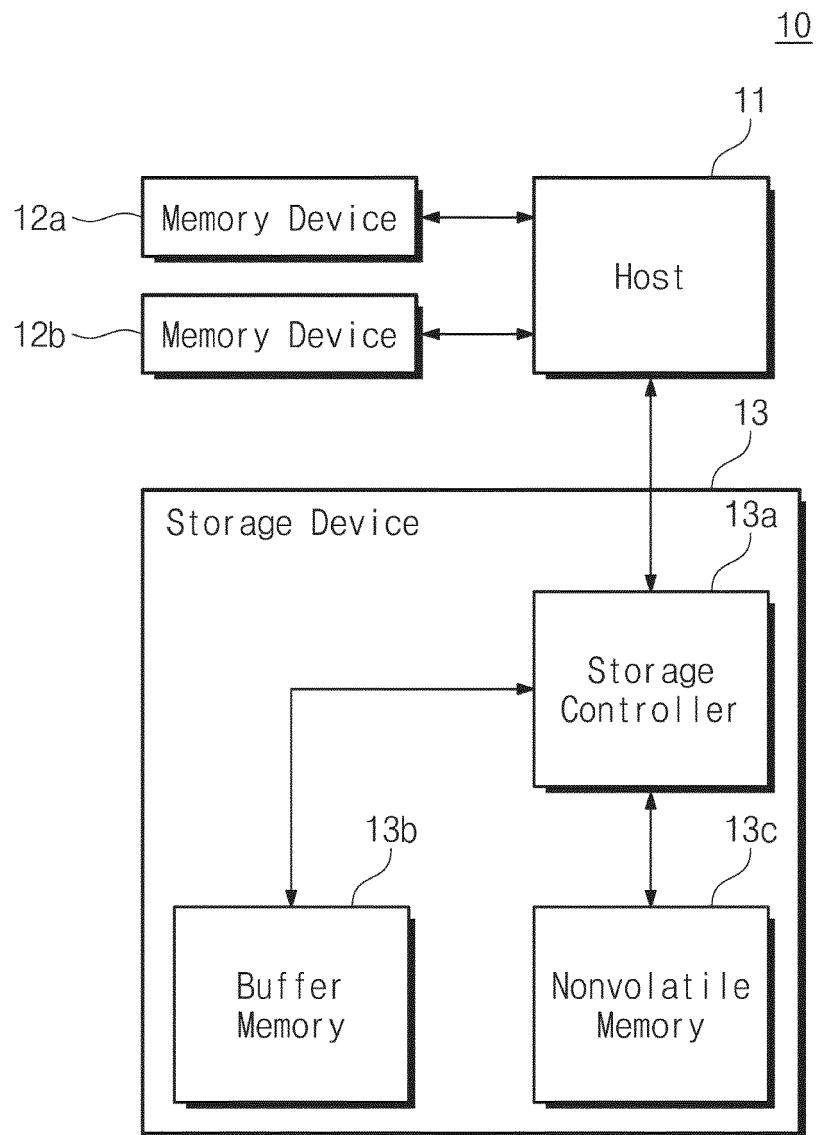 10
11
12a
Memory Device
Host
12b
Memory Device
13
Storage Device
13a
Storage
Controller
13b
13c
Buffer
Memory
Nonvolatile
Memory